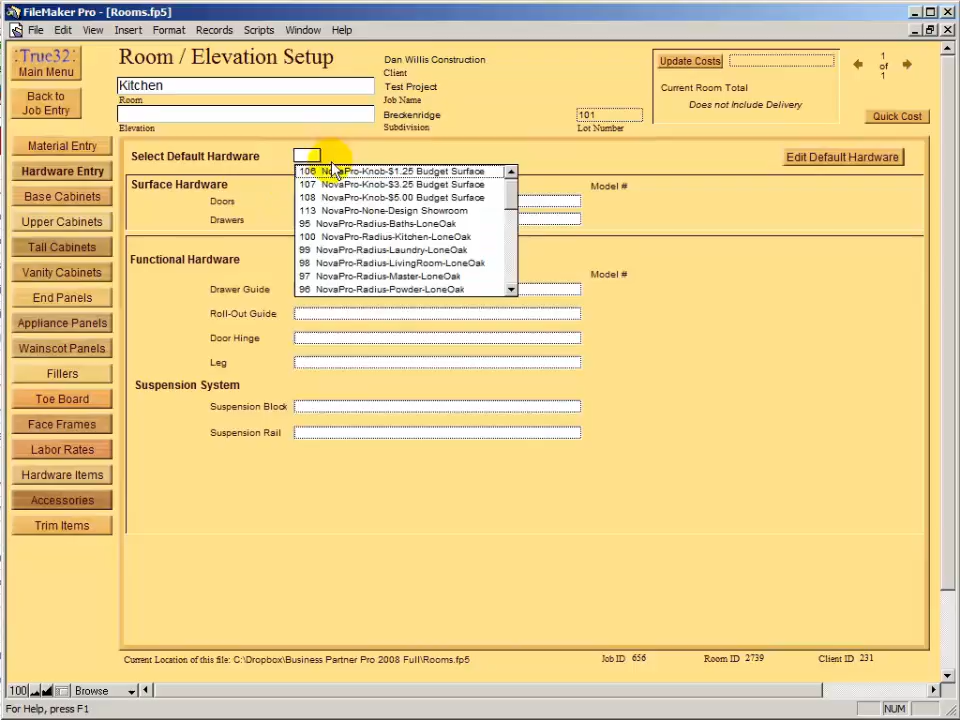 FileMaker Pro - [Rooms.fp5]
File Edit View Insert Format Records Scripts Window Help
True32
Main Menu
Back to
Job Entry
Room / Elevation Setup
Kitchen
Room
Elevation
Dan Willis Construction
Client
Test Project
Job Name
Breckenridge
Subdivision
101
Lot Number
Update Costs
Current Room Total
Does not Include Delivery
1
of
1
Quick Cost
Material Entry
Hardware Entry
Base Cabinets
Upper Cabinets
Tall Cabinets
Vanity Cabinets
End Panels
Appliance Panels
Wainscot Panels
Fillers
Toe Board
Face Frames
Labor Rates
Hardware Items
Accessories
Trim Items
Select Default Hardware
Edit Default Hardware
106 NovaPro-Knob-$1.25 Budget Surface
107 NovaPro-Knob-$3.25 Budget Surface
108 NovaPro-Knob-$5.00 Budget Surface
113 NovaPro-None-Design Showroom
95 NovaPro-Radius-Baths-LoneOak
100 NovaPro-Radius-Kitchen-LoneOak
99 NovaPro-Radius-Laundry-LoneOak
98 NovaPro-Radius-LivingRoom-LoneOak
97 NovaPro-Radius-Master-LoneOak
96 NovaPro-Radius-Powder-LoneOak
Surface Hardware
Model #
Doors
Drawers
Functional Hardware
Model #
Drawer Guide
Roll-Out Guide
Door Hinge
Leg
Suspension System
Suspension Block
Suspension Rail
Current Location of this file: C:\Dropbox\Business Partner Pro 2008 Full\Rooms.fp5
Job ID 656
Room ID 2739
Client ID 231
100
Browse
For Help, press F1
NUM